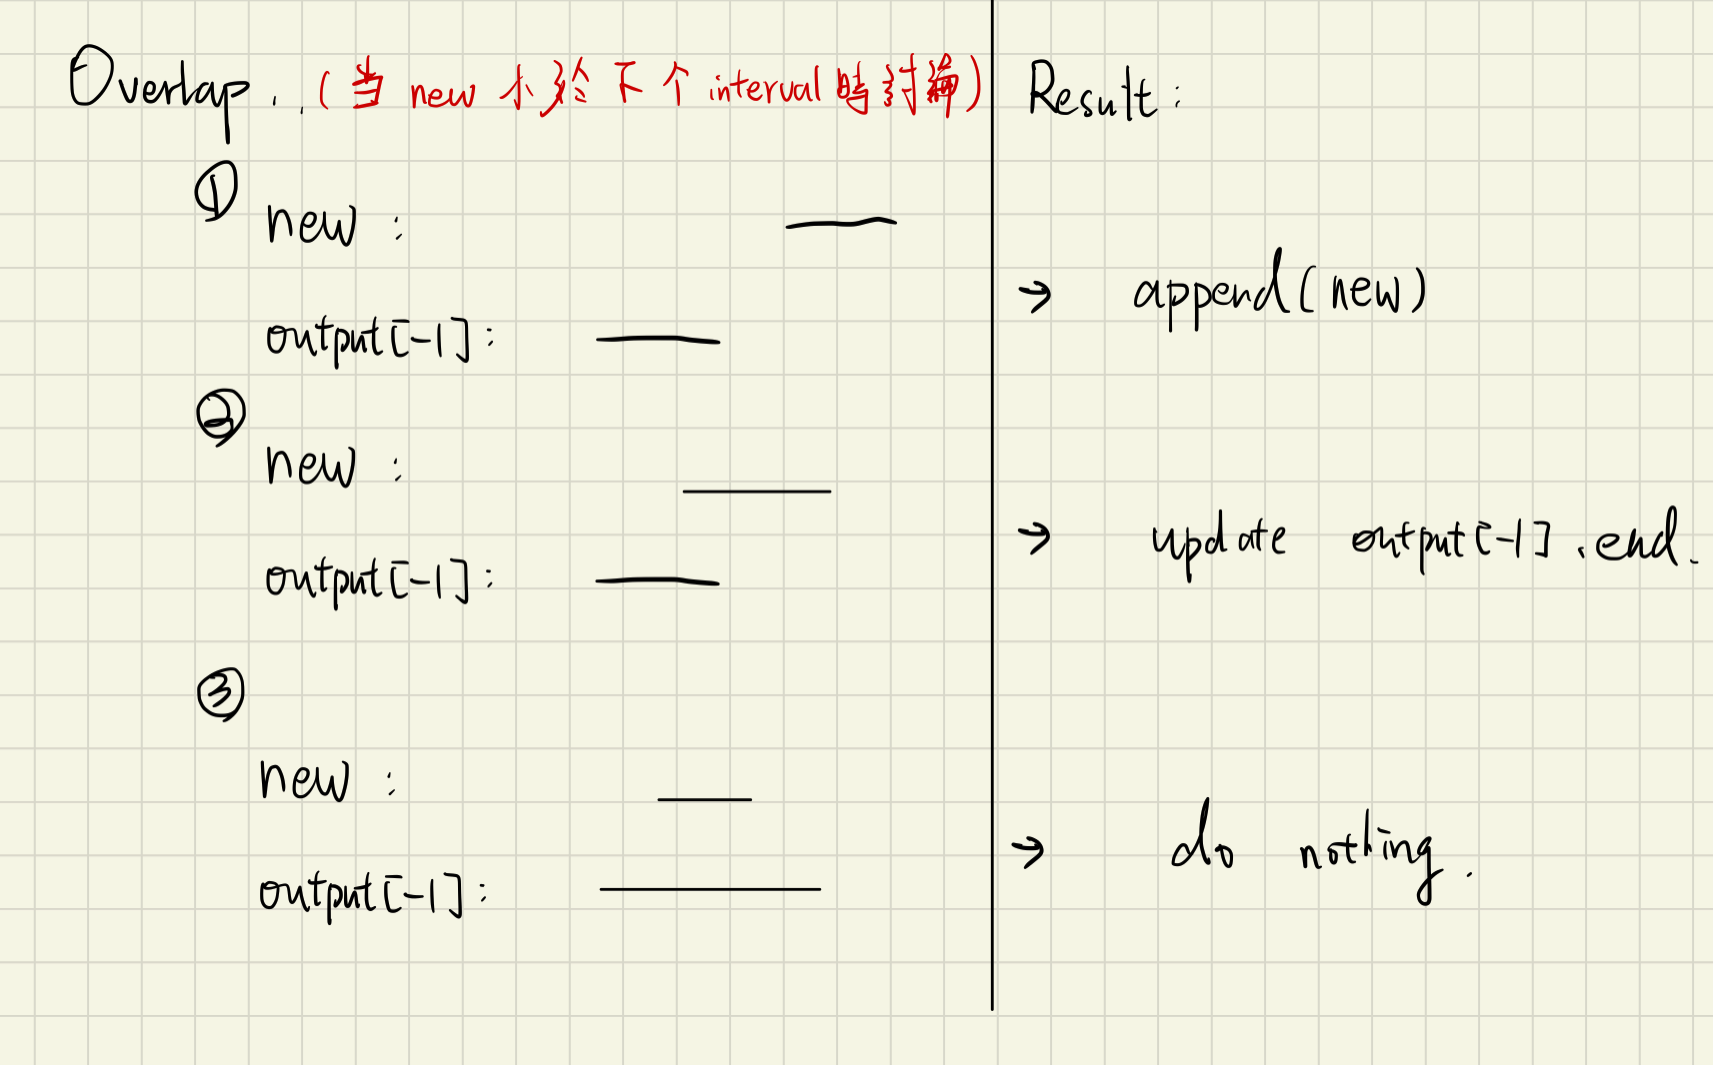 Overlap. (当 new 小於下个 interval 時討論)
①
new :
output[-1]:
②
new :
output[-1]:
③
new :
output[-1]:
Result:
→ append(new)
→ update output[-1].end.
→ do nothing.